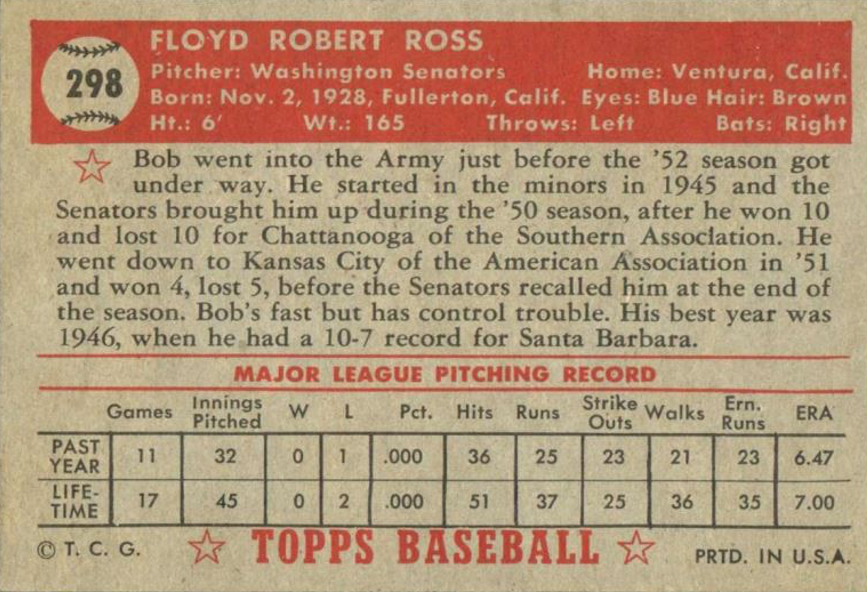 298
FLOYD ROBERT ROSS
Pitcher: Washington Senators Home: Ventura, Calif.
Born: Nov. 2, 1928, Fullerton, Calif. Eyes: Blue Hair: Brown
Ht.: 6' Wt.: 165 Throws: Left Bats: Right
Bob went into the Army just before the '52 season got
under way. He started in the minors in 1945 and the
Senators brought him up during the '50 season, after he won 10
and lost 10 for Chattanooga of the Southern Association. He
went down to Kansas City of the American Association in '51
and won 4, lost 5, before the Senators recalled him at the end of
the season. Bob's fast but has control trouble. His best year was
1946, when he had a 10-7 record for Santa Barbara.
MAJOR LEAGUE PITCHING RECORD
Games Innings Pitched W L Pct. Hits Runs Strike Outs Walks Ern. Runs ERA
PAST YEAR 11 32 0 1 .000 36 25 23 21 23 6.47
LIFE-TIME 17 45 0 2 .000 51 37 25 36 35 7.00
© T. C. G. TOPPS BASEBALL PRTD. IN U.S.A.